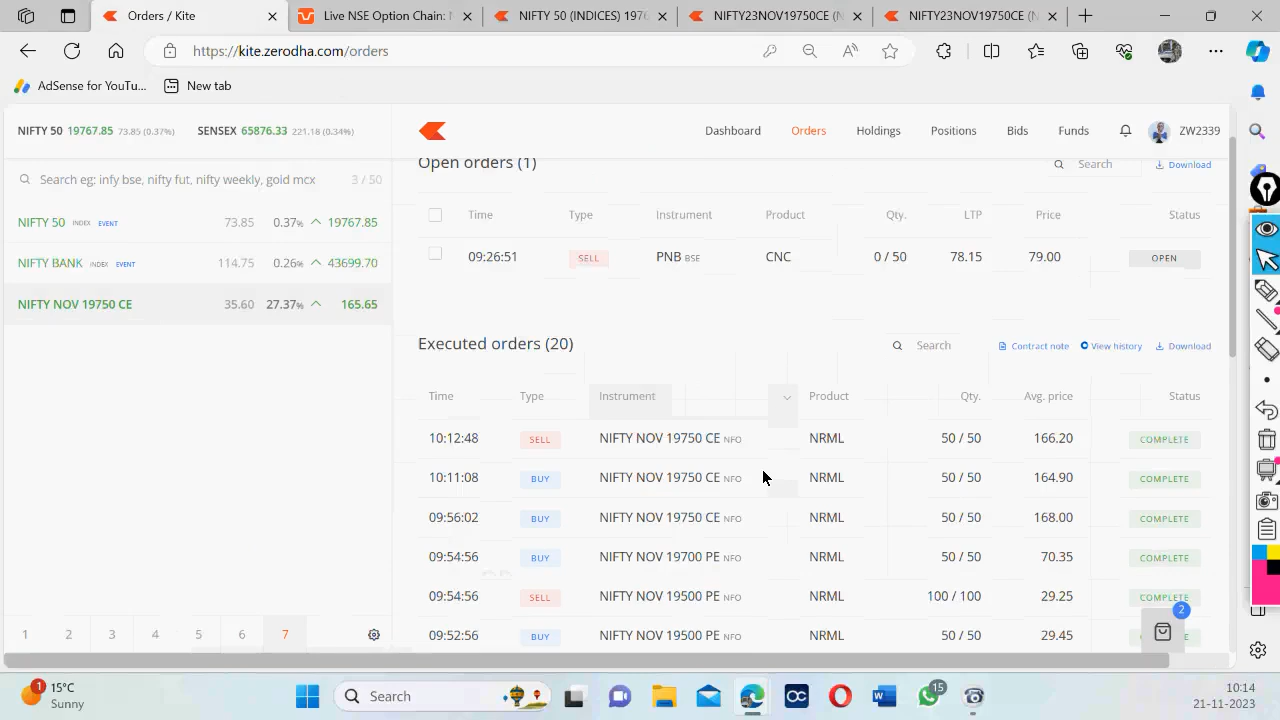 Orders / Kite
Live NSE Option Chain:
NIFTY 50 (INDICES) 1976
NIFTY23NOV19750CE (N
NIFTY23NOV19750CE (N
https://kite.zerodha.com/orders
AdSense for YouTu...
New tab
NIFTY 50 19767.85 73.85 (0.37%) SENSEX 65876.33 221.18 (0.34%)
Dashboard Orders Holdings Positions Bids Funds ZW2339
Search eg: infy bse, nifty fut, nifty weekly, gold mcx 3 / 50
NIFTY 50 INDEX EVENT 73.85 0.37% 19767.85
NIFTY BANK INDEX EVENT 114.75 0.26% 43699.70
NIFTY NOV 19750 CE 35.60 27.37% 165.65
1 2 3 4 5 6 7
Open orders (1) Search Download
Time Type Instrument Product Qty. LTP Price Status
09:26:51 SELL PNB BSE CNC 0 / 50 78.15 79.00 OPEN
Executed orders (20) Search Contract note View history Download
Time Type Instrument Product Qty. Avg. price Status
10:12:48 SELL NIFTY NOV 19750 CE NFO NRML 50 / 50 166.20 COMPLETE
10:11:08 BUY NIFTY NOV 19750 CE NFO NRML 50 / 50 164.90 COMPLETE
09:56:02 BUY NIFTY NOV 19750 CE NFO NRML 50 / 50 168.00 COMPLETE
09:54:56 BUY NIFTY NOV 19700 PE NFO NRML 50 / 50 70.35 COMPLETE
09:54:56 SELL NIFTY NOV 19500 PE NFO NRML 100 / 100 29.25 COMPLETE
09:52:56 BUY NIFTY NOV 19500 PE NFO NRML 50 / 50 29.45
2
1
15°C
Sunny
Search
15
10:14
21-11-2023